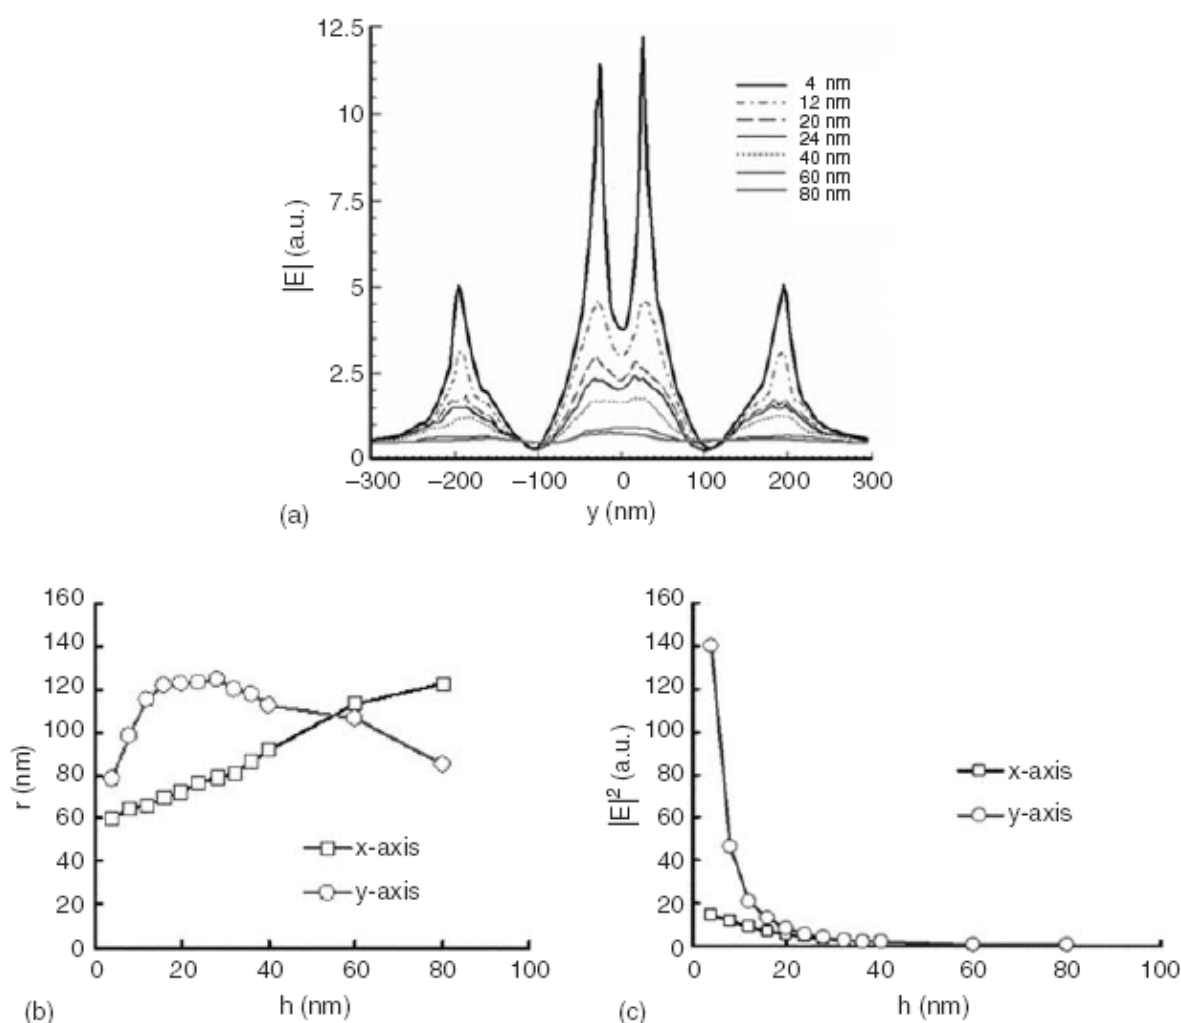 12.5
10
7.5
5
2.5
0
|E| (a.u.)
4 nm
12 nm
20 nm
24 nm
40 nm
60 nm
80 nm
−300 −200 −100 0 100 200 300
y (nm)
(a)
160
140
120
100
80
60
40
20
0
r (nm)
x-axis
y-axis
0 20 40 60 80 100
h (nm)
(b)
160
140
120
100
80
60
40
20
0
|E|² (a.u.)
x-axis
y-axis
0 20 40 60 80 100
h (nm)
(c)